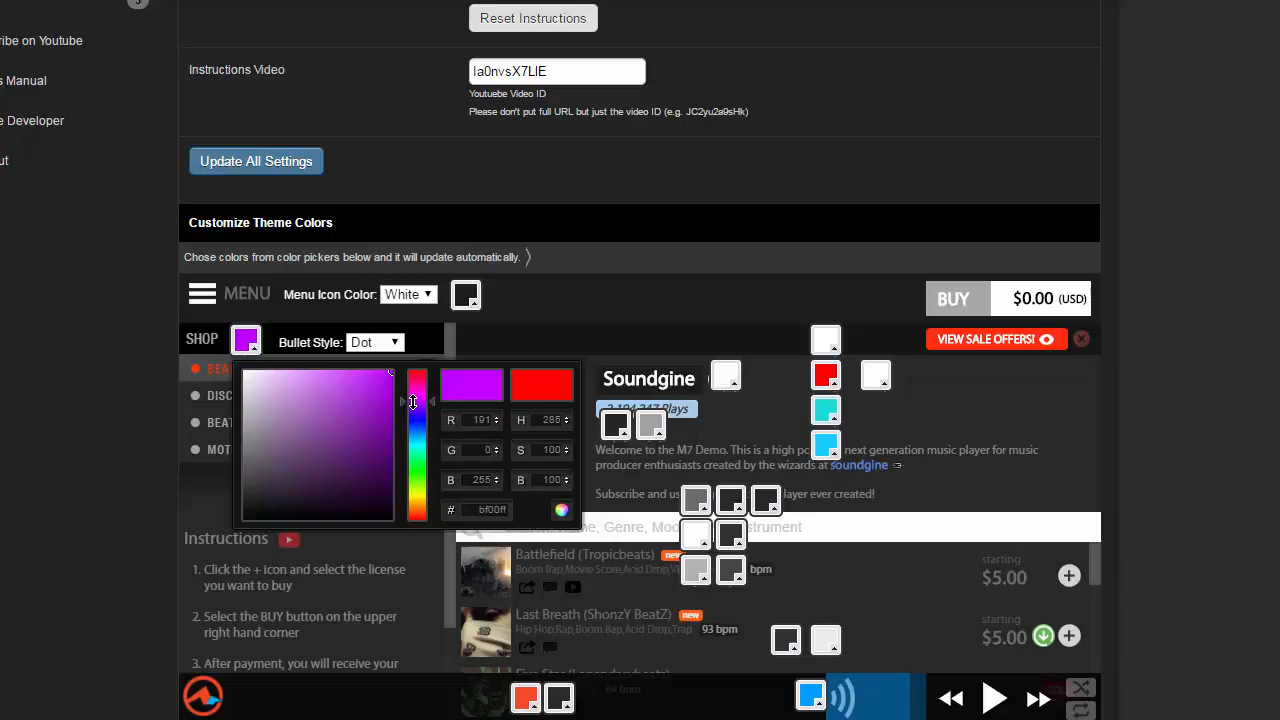 3
ribe on Youtube
s Manual
e Developer
ut
Reset Instructions
Instructions Video
Youtuebe Video ID
Please don't put full URL but just the video ID (e.g. JC2yu2a9sHk)
Update All Settings
Customize Theme Colors
Chose colors from color pickers below and it will update automatically.
MENU
Menu Icon Color:
White
BUY
$0.00 (USD)
SHOP
Bullet Style:
Dot
VIEW SALE OFFERS!
BEA
DISC
BEAT
MOT
R 191
H 285
G 0
S 100
B 255
B 100
# bf00ff
Soundgine
Plays
Welcome to the M7 Demo. This is a high next generation music player for music
producer enthusiasts created by the wizards at soundgine
Subscribe and layer ever created!
Name, Genre,
Instructions
1. Click the + icon and select the license
you want to buy
2. Select the BUY button on the upper
right hand corner
3. After payment, you will receive your
Battlefield (Tropicbeats) new
Boom Bap,Movie Score,Acid Drop, bpm
starting
$5.00
Last Breath (ShonzY BeatZ) new
Hip Hop,Rap,Boom Bap,Acid Drop,Trap 93 bpm
starting
$5.00
bpm